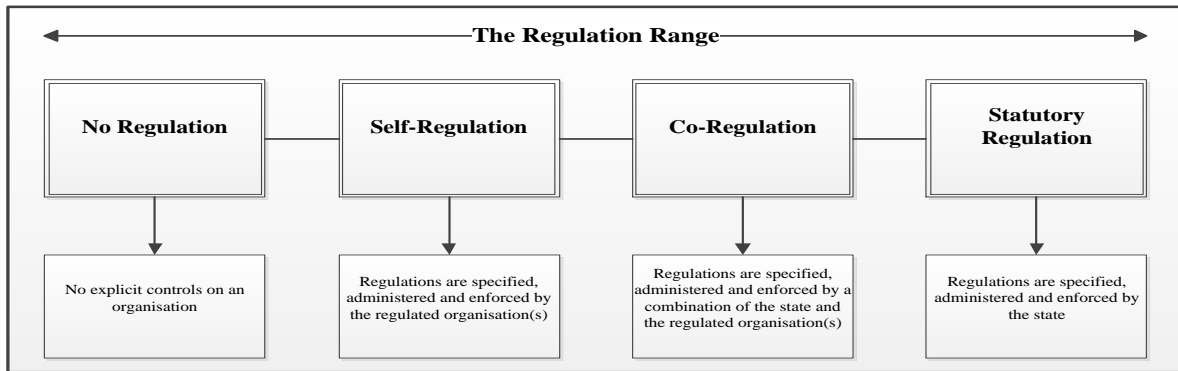 The Regulation Range
No Regulation
Self-Regulation
Co-Regulation
Statutory
Regulation
No explicit controls on an
organisation
Regulations are specified,
administered and enforced by
the regulated organisation(s)
Regulations are specified,
administered and enforced by a
combination of the state and
the regulated organisation(s)
Regulations are specified,
administered and enforced by
the state